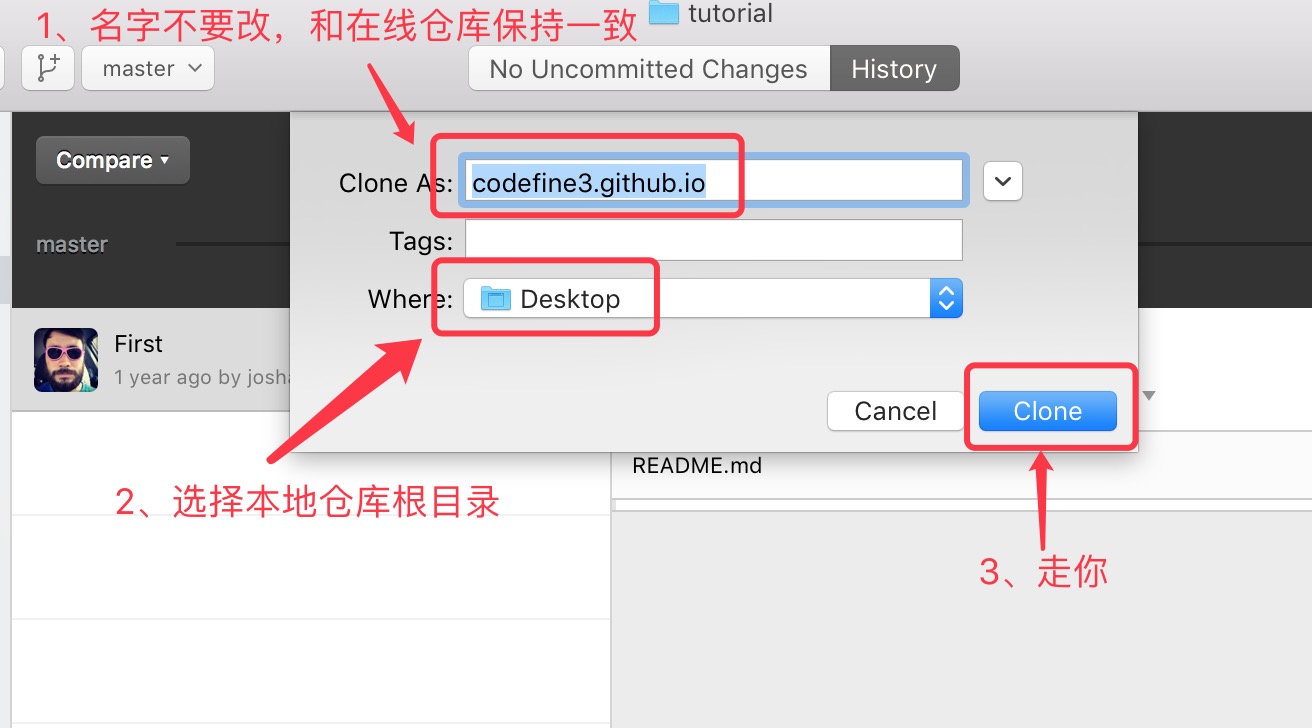 1、名字不要改，和在线仓库保持一致
tutorial
master
No Uncommitted Changes
History
Compare
Clone As:
codefine3.github.io
Tags:
master
Where:
Desktop
First
1 year ago by josh
Cancel
Clone
README.md
2、选择本地仓库根目录
3、走你